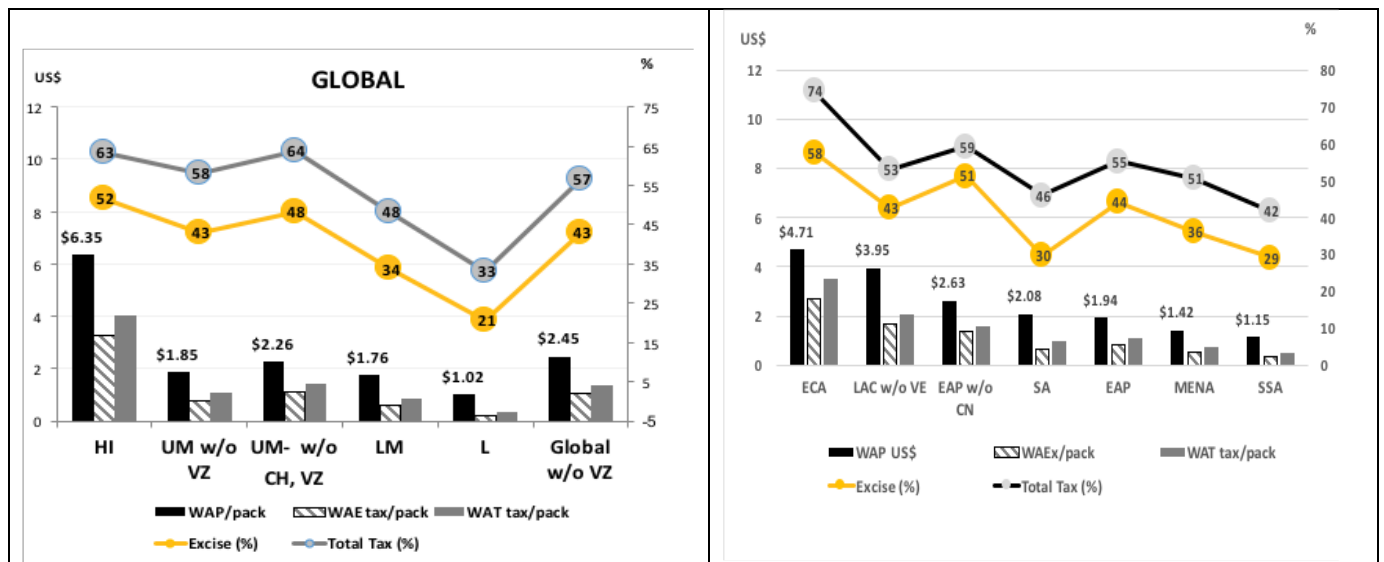 US$
GLOBAL
%
12
10
8
6
4
2
0
75
65
55
45
35
25
15
5
-5
63
58
64
48
33
57
52
43
48
34
21
43
$6.35
$1.85
$2.26
$1.76
$1.02
$2.45
HI
UM w/o
VZ
UM- w/o
CH, VZ
LM
L
Global
w/o VZ
WAP/pack
WAE tax/pack
WAT tax/pack
Excise (%)
Total Tax (%)
US$
%
12
10
8
6
4
2
0
80
70
60
50
40
30
20
10
0
74
53
59
46
55
51
42
58
43
51
30
44
36
29
$4.71
$3.95
$2.63
$2.08
$1.94
$1.42
$1.15
ECA
LAC w/o VE
EAP w/o
CN
SA
EAP
MENA
SSA
WAP US$
WAEx/pack
WAT tax/pack
Excise (%)
Total Tax (%)